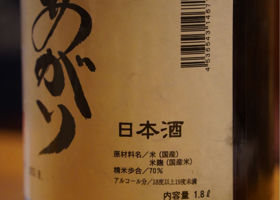 あがり
4536543114671
日本酒
原材料名／米（国産）
米麹（国産米）
精米歩合／70%
アルコール分／18度以上19度未満
内容量 1.8ℓ